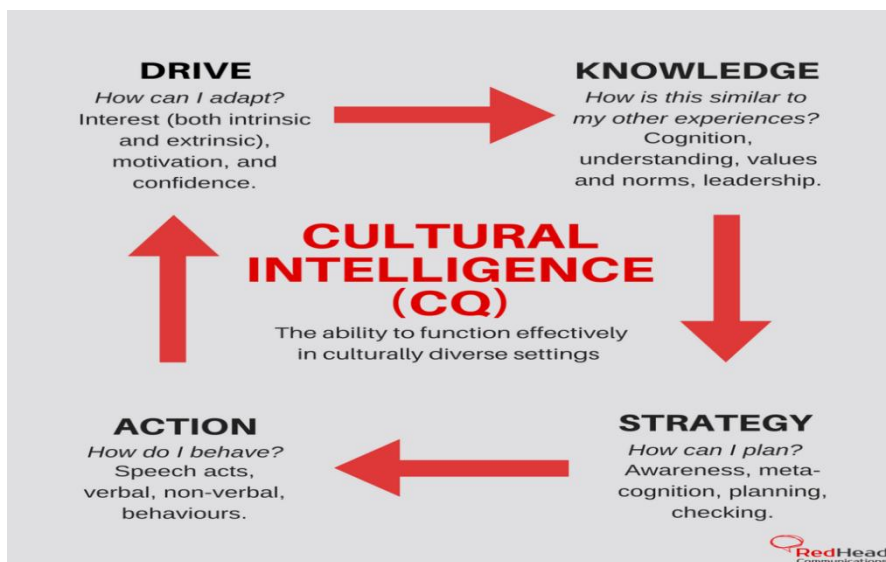 DRIVE
How can I adapt?
Interest (both intrinsic
and extrinsic),
motivation, and
confidence.
KNOWLEDGE
How is this similar to
my other experiences?
Cognition,
understanding, values
and norms, leadership.
CULTURAL
INTELLIGENCE
(CQ)
The ability to function effectively
in culturally diverse settings
ACTION
How do I behave?
Speech acts,
verbal, non-verbal,
behaviours.
STRATEGY
How can I plan?
Awareness, meta-
cognition, planning,
checking.
RedHead
Communications